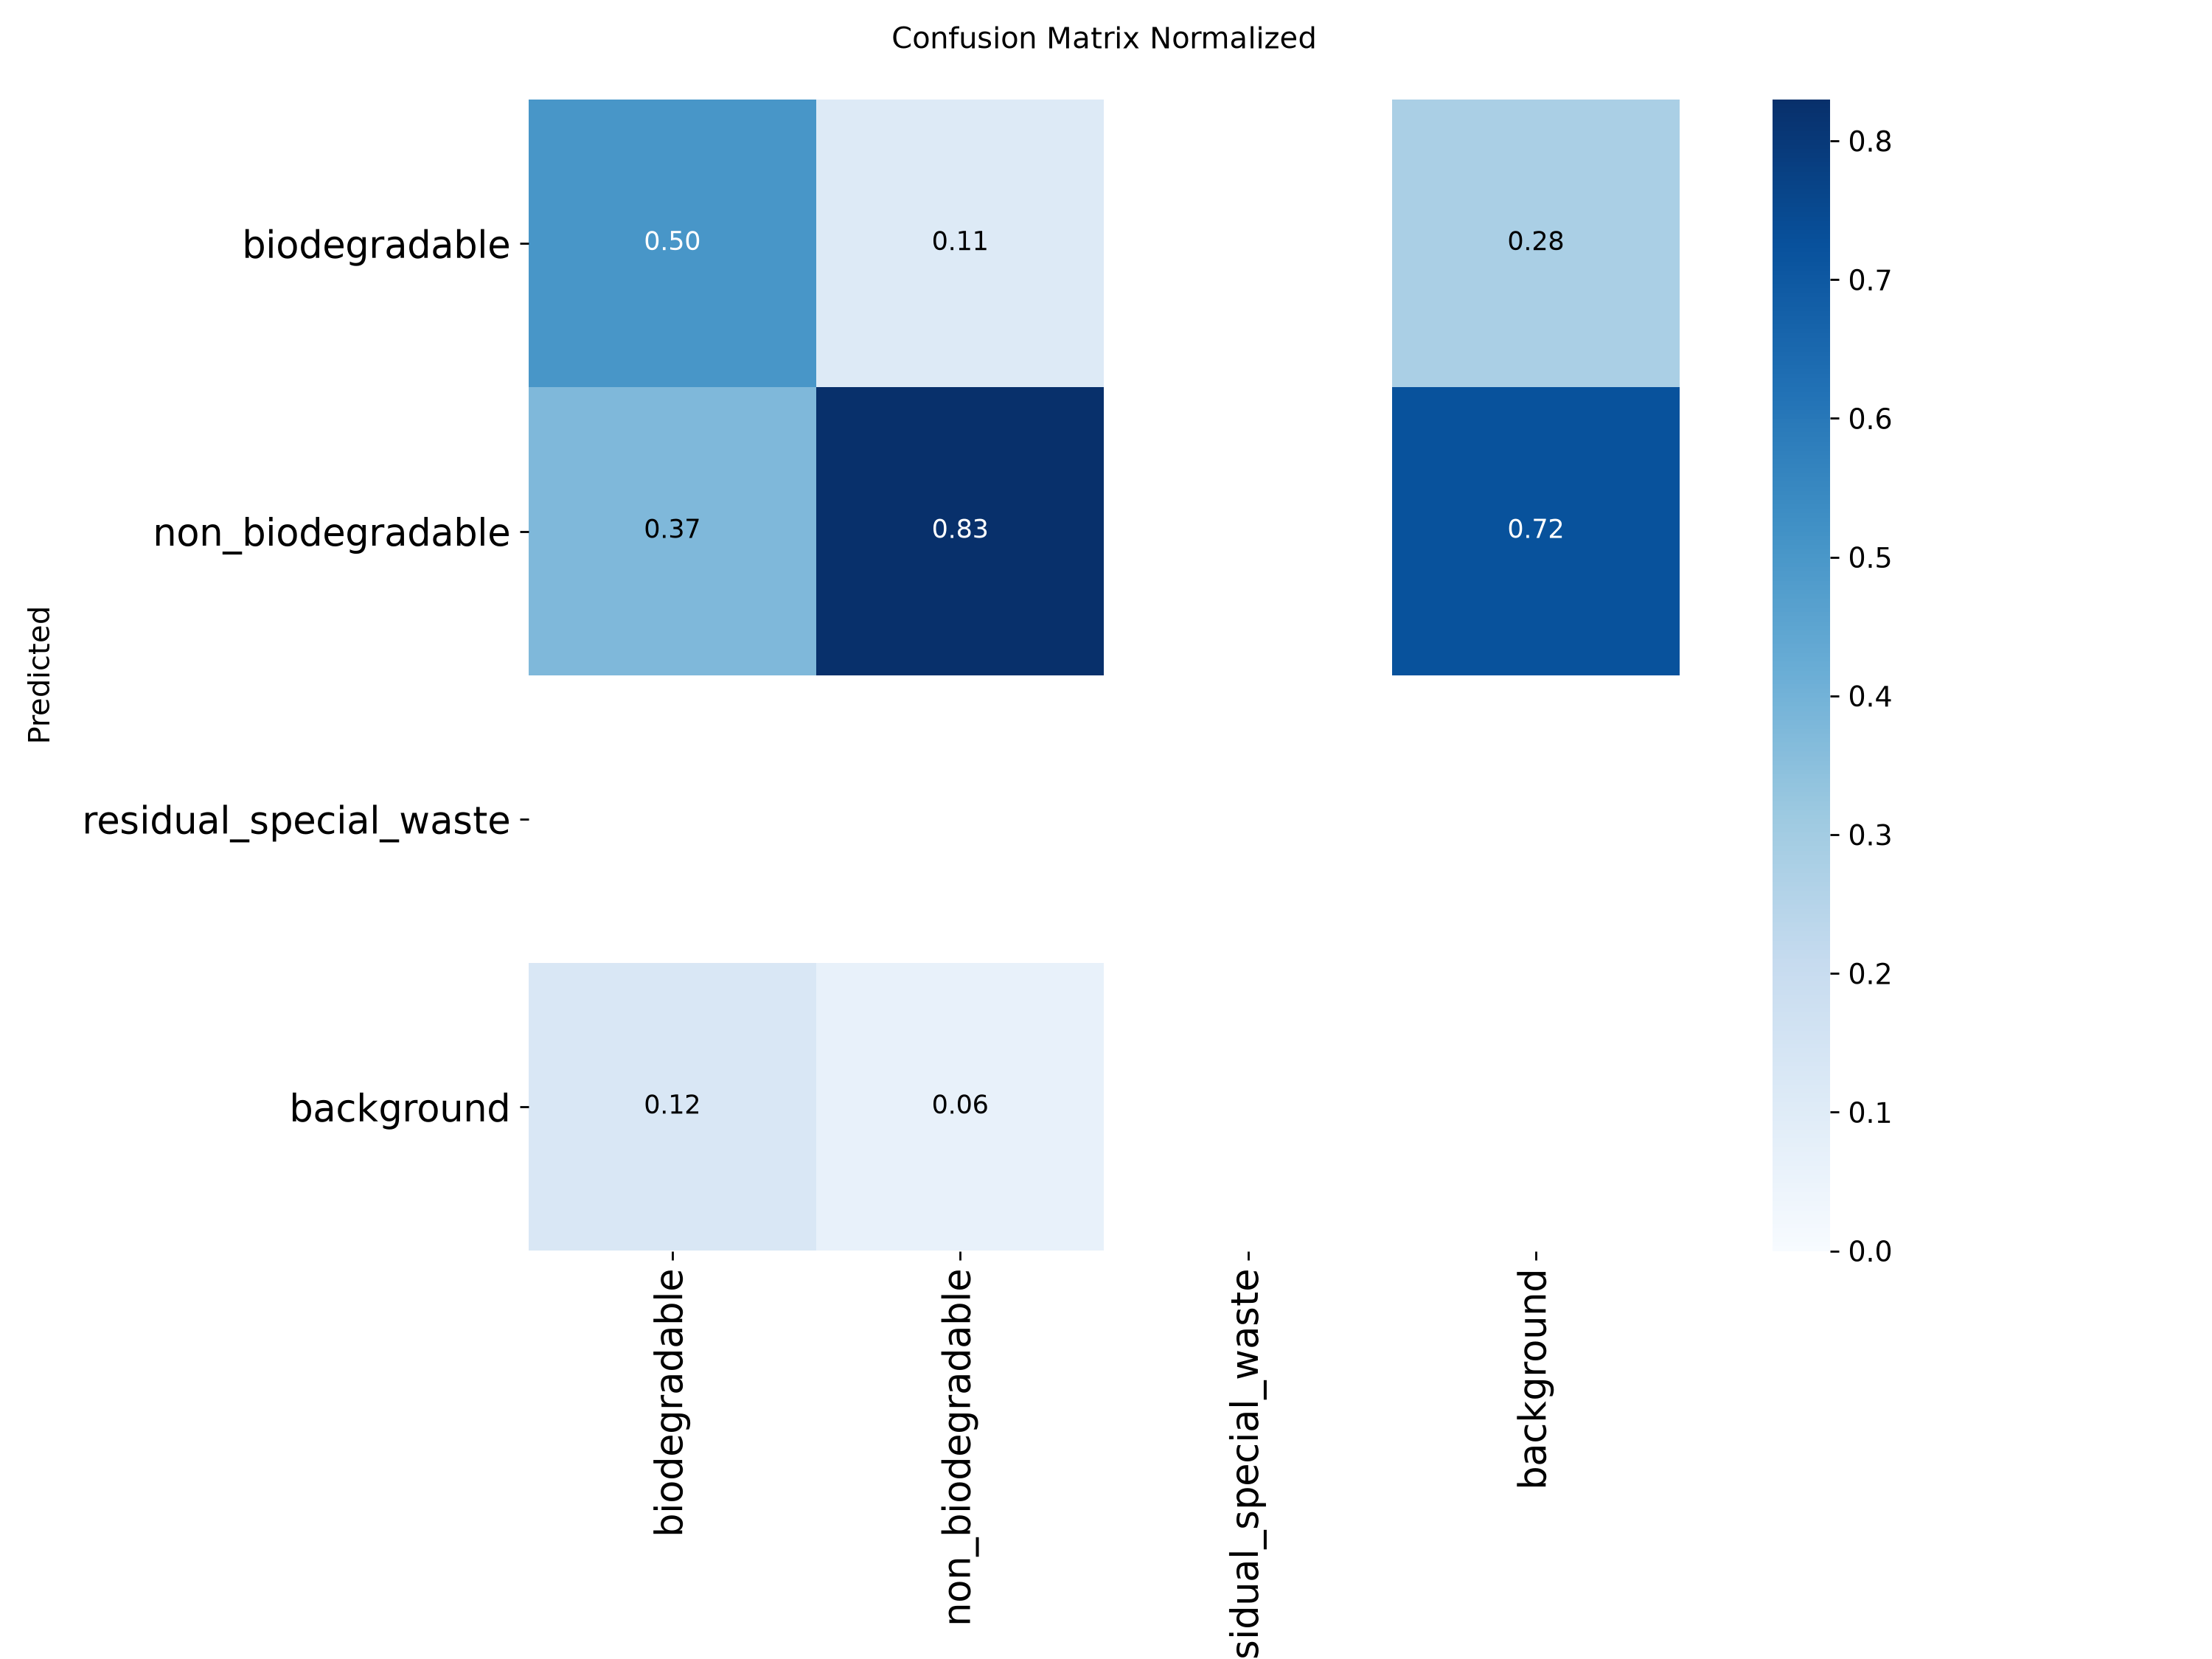 Confusion Matrix Normalized
biodegradable
0.50
0.11
0.28
0.8
0.7
0.6
non_biodegradable
0.37
0.83
0.72
0.5
Predicted
0.4
0.3
residual_special_waste
0.2
background
0.12
0.06
0.1
0.0
biodegradable
non_biodegradable
sidual_special_waste
background